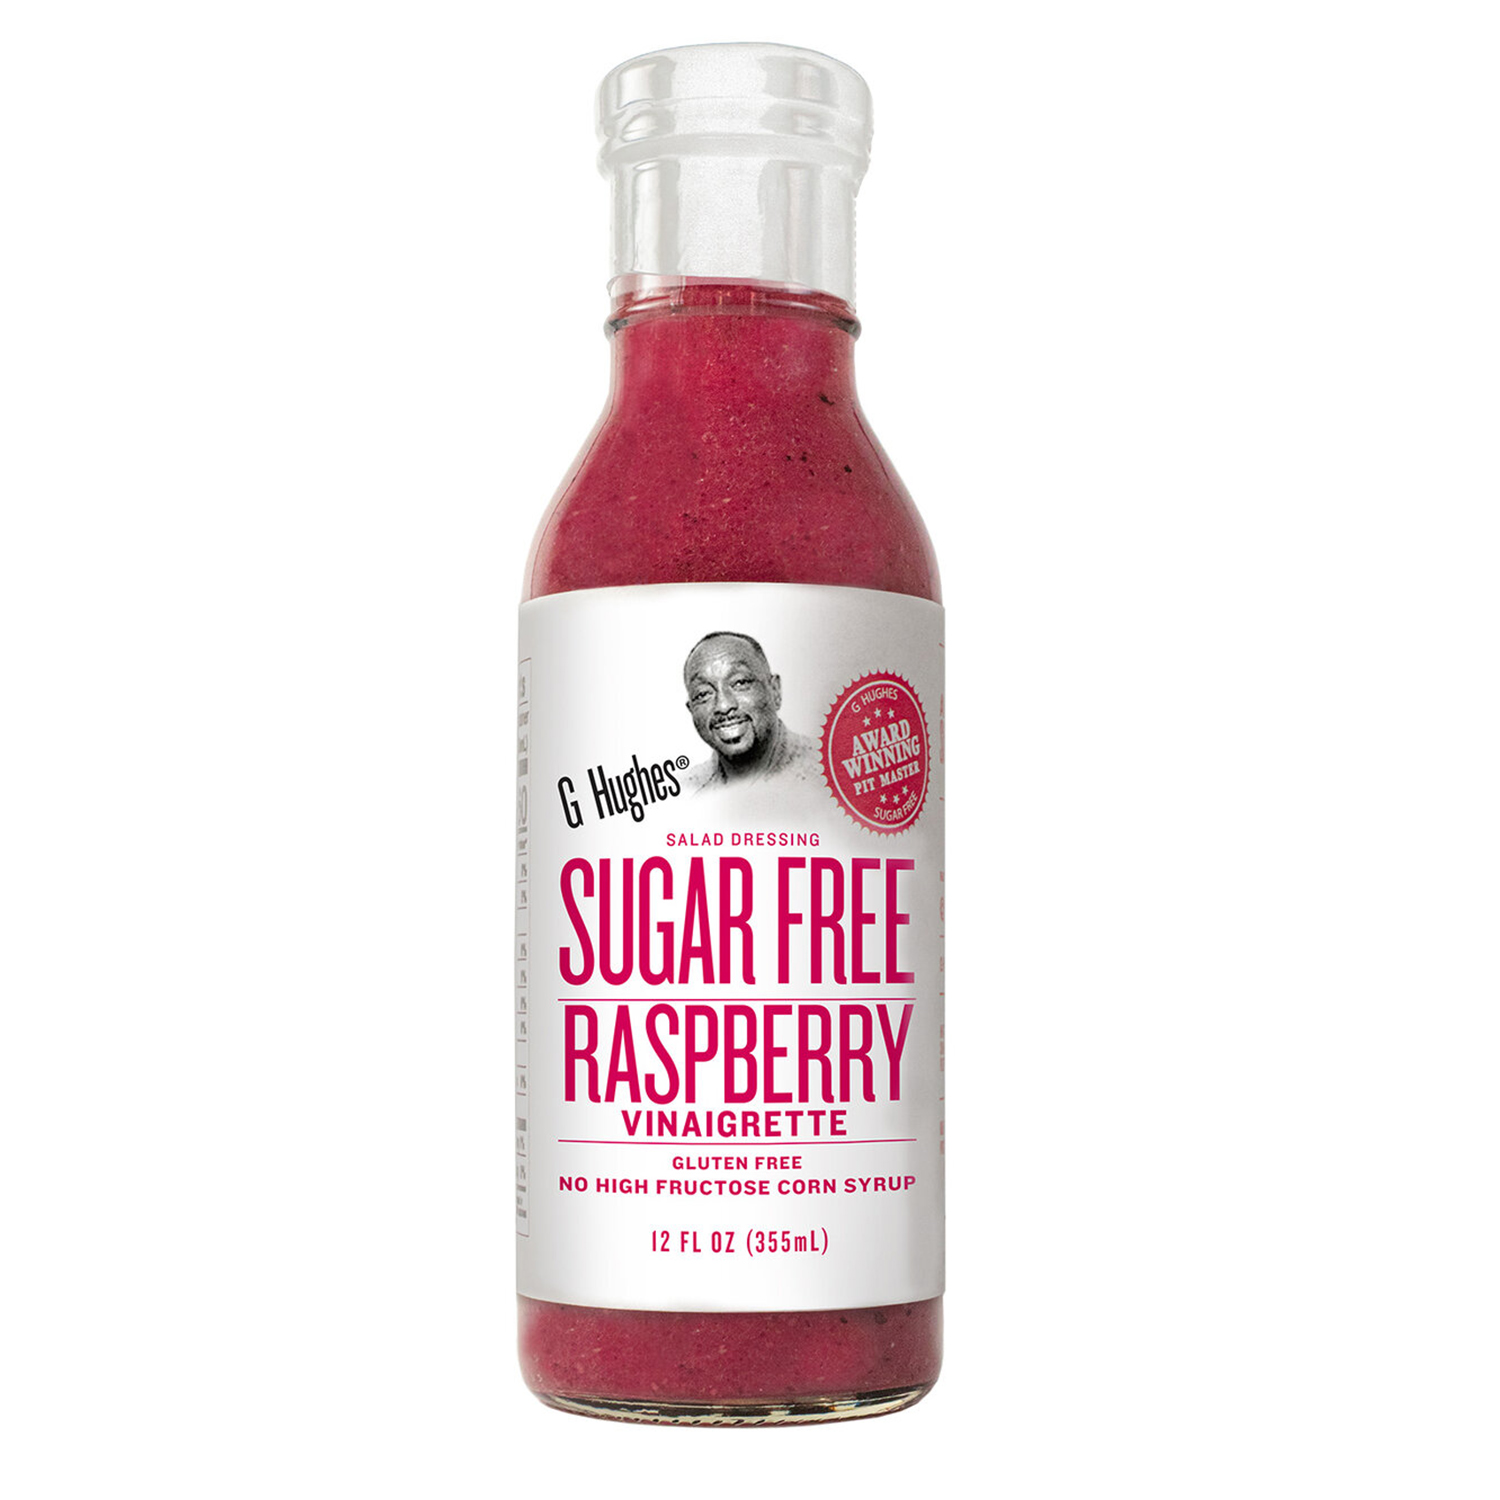 G Hughes®
G HUGHES
AWARD
WINNING
PIT MASTER
SUGAR FREE
SALAD DRESSING
SUGAR FREE
RASPBERRY
VINAIGRETTE
GLUTEN FREE
NO HIGH FRUCTOSE CORN SYRUP
12 FL OZ (355mL)